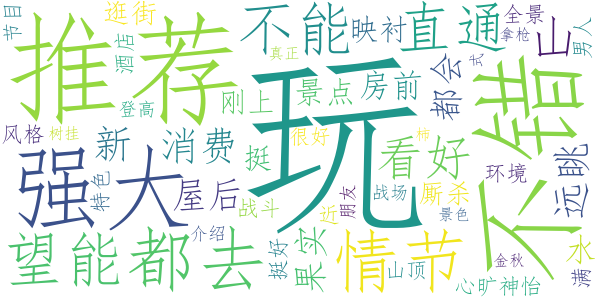 节目
逛街
不能
映衬
直通
全景
拿枪
山
男人
推荐
酒店
真正
式
登高
刚上
景点
房前
都会
不错
玩
风格
树挂
新
消费
很好
柿
看好
强大
特色
屋后
挺
战斗
近
朋友
战场
厮杀
环境
远眺
景色
望能都去
介绍
挺好
果实
情节
山顶
心旷神怡
金秋
满
水